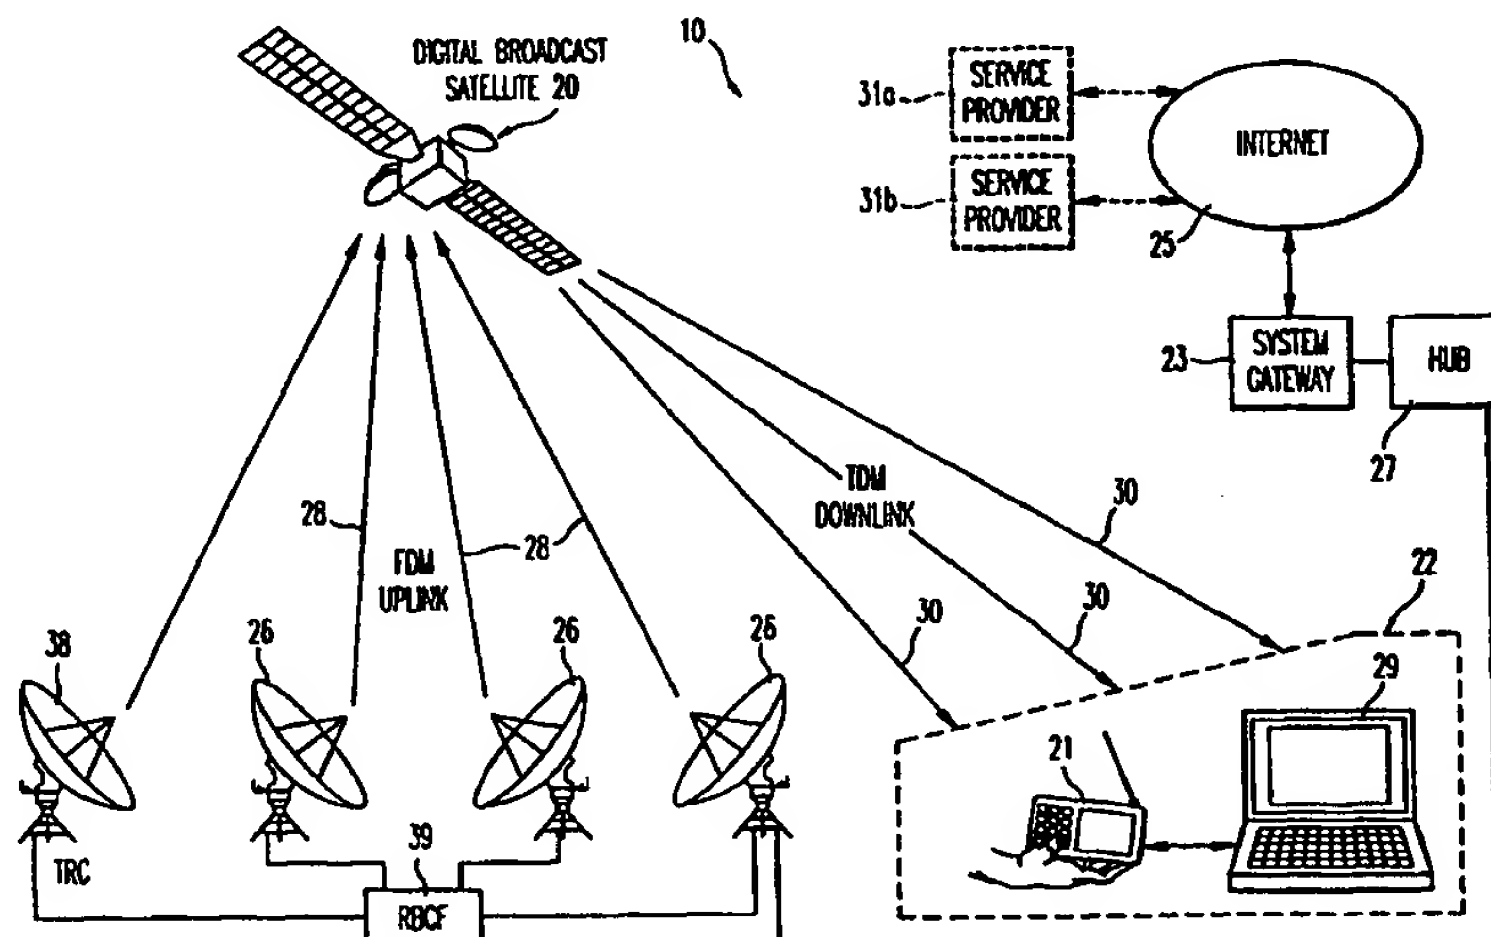 10
DIGITAL BROADCAST
SATELLITE 20
31a
SERVICE
PROVIDER
INTERNET
31b
SERVICE
PROVIDER
25
23
SYSTEM
GATEWAY
HUB
27
TDM
DOWNLINK
30
28
28
FDM
UPLINK
22
30
30
38
26
26
26
29
21
TRC
39
RBCF